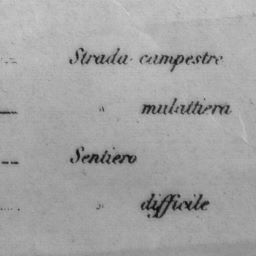 Strada campestre
" mulattiera
Sentiero
" difficile